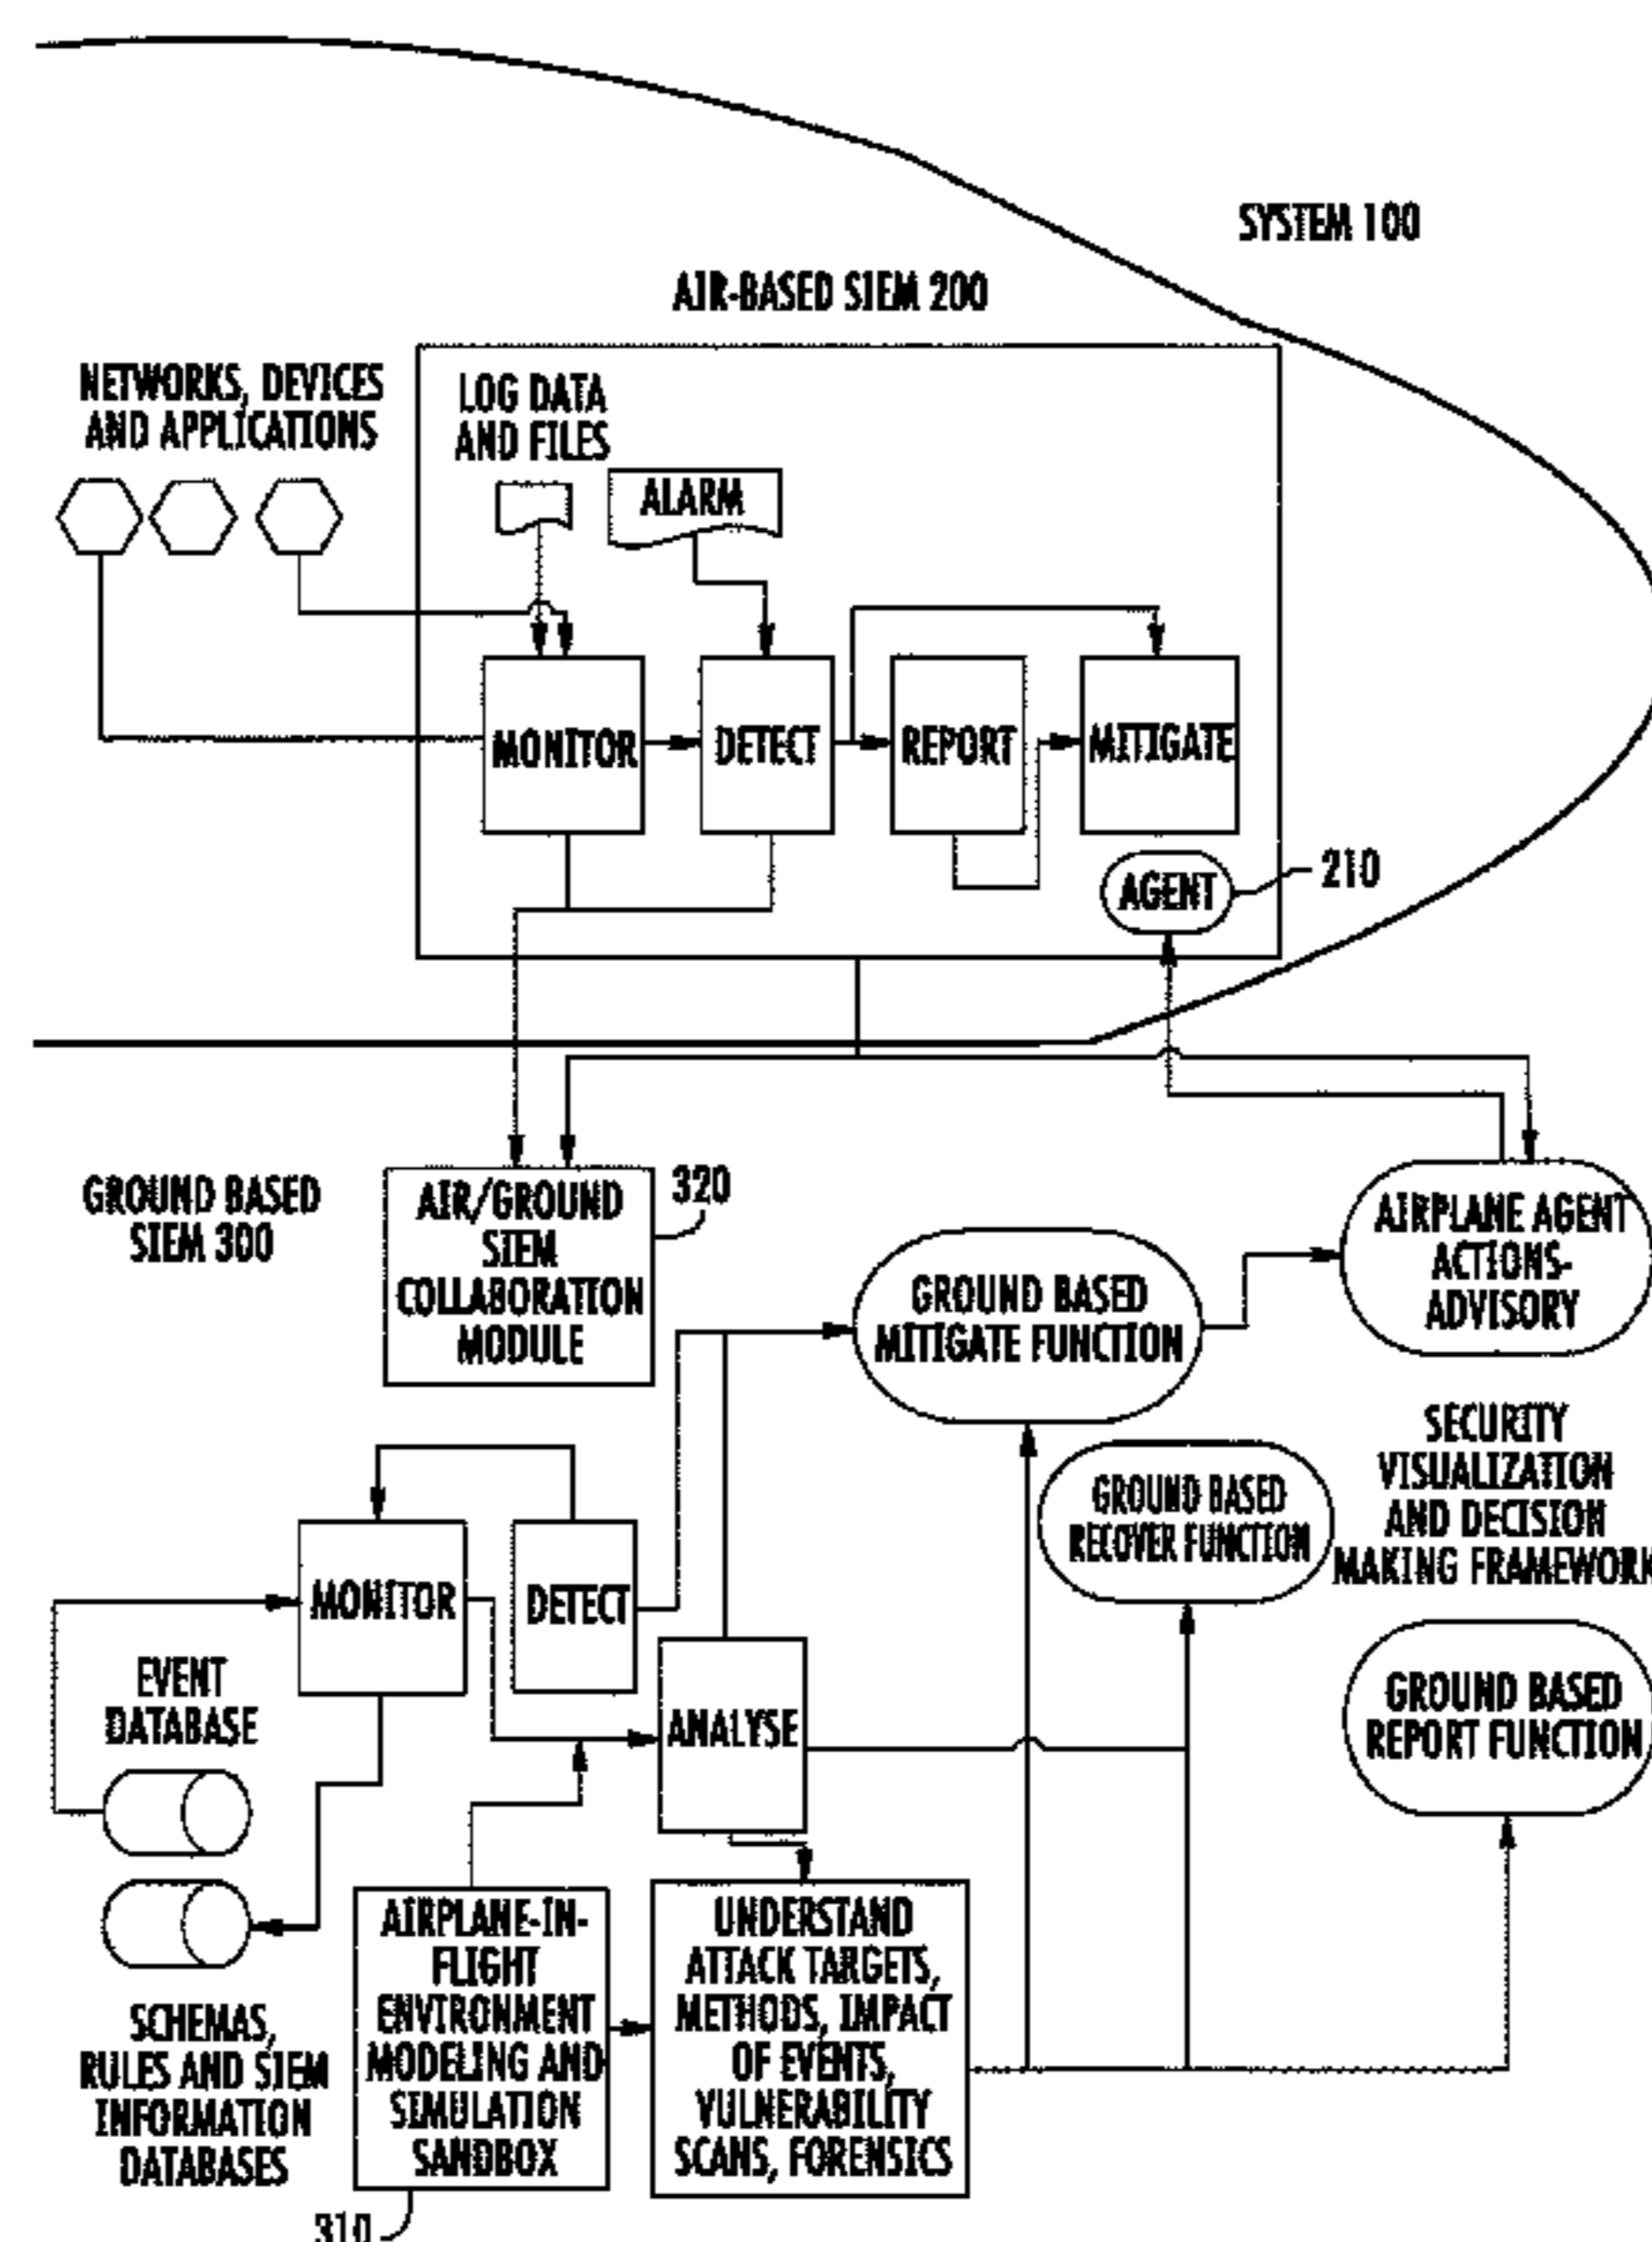 SYSTEM 100
AIR-BASED SIEM 200
NETWORKS, DEVICES
AND APPLICATIONS
LOG DATA
AND FILES
ALARM
MONITOR
DETECT
REPORT
MITIGATE
AGENT
210
GROUND BASED
SIEM 300
AIR/GROUND
SIEM
COLLABORATION
MODULE
320
GROUND BASED
MITIGATE FUNCTION
AIRPLANE AGENT
ACTIONS-
ADVISORY
SECURITY
VISUALIZATION
AND DECISION
MAKING FRAMEWORK
GROUND BASED
RECOVER FUNCTION
MONITOR
DETECT
ANALYSE
EVENT
DATABASE
GROUND BASED
REPORT FUNCTION
SCHEMAS,
RULES AND SIEM
INFORMATION
DATABASES
AIRPLANE-IN-
FLIGHT
ENVIRONMENT
MODELING AND
SIMULATION
SANDBOX
310
UNDERSTAND
ATTACK TARGETS,
METHODS, IMPACT
OF EVENTS,
VULNERABILITY
SCANS, FORENSICS